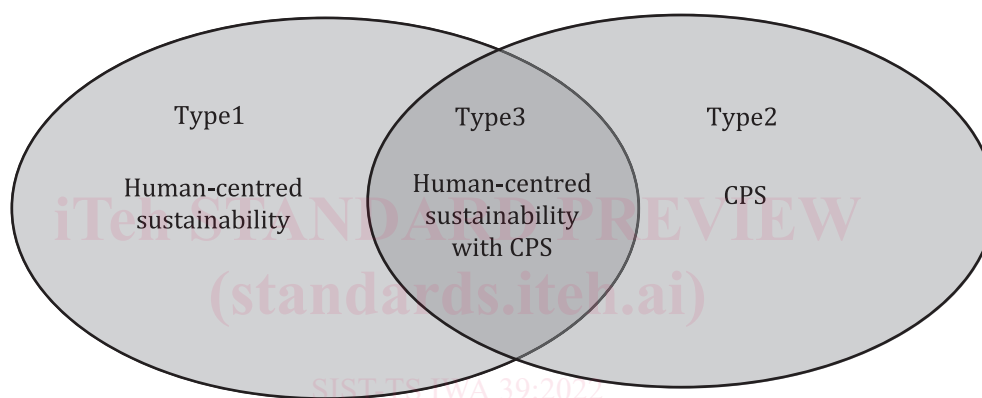 Type1
Human-centred
sustainability
Type3
Human-centred
sustainability
with CPS
Type2
CPS
iTeh STANDARD PREVIEW
(standards.iteh.ai)
SIST-TS IWA 39:2022